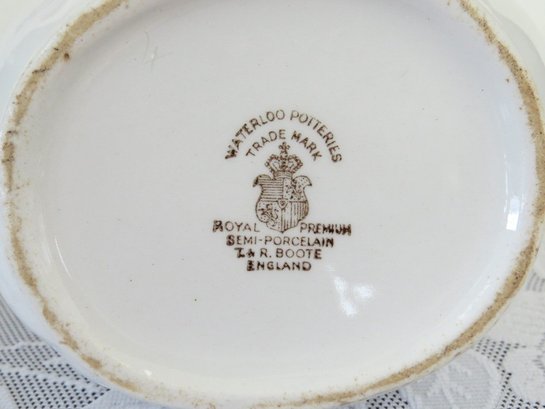 WATERLOO POTTERIES
TRADE MARK
ROYAL PREMIUM
SEMI-PORCELAIN
T & R. BOOTE
ENGLAND